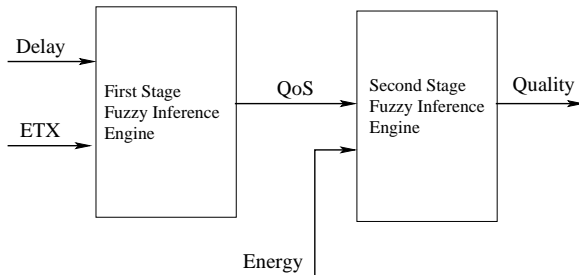 Delay
ETX
First Stage
Fuzzy Inference
Engine
QoS
Second Stage
Fuzzy Inference
Engine
Quality
Energy